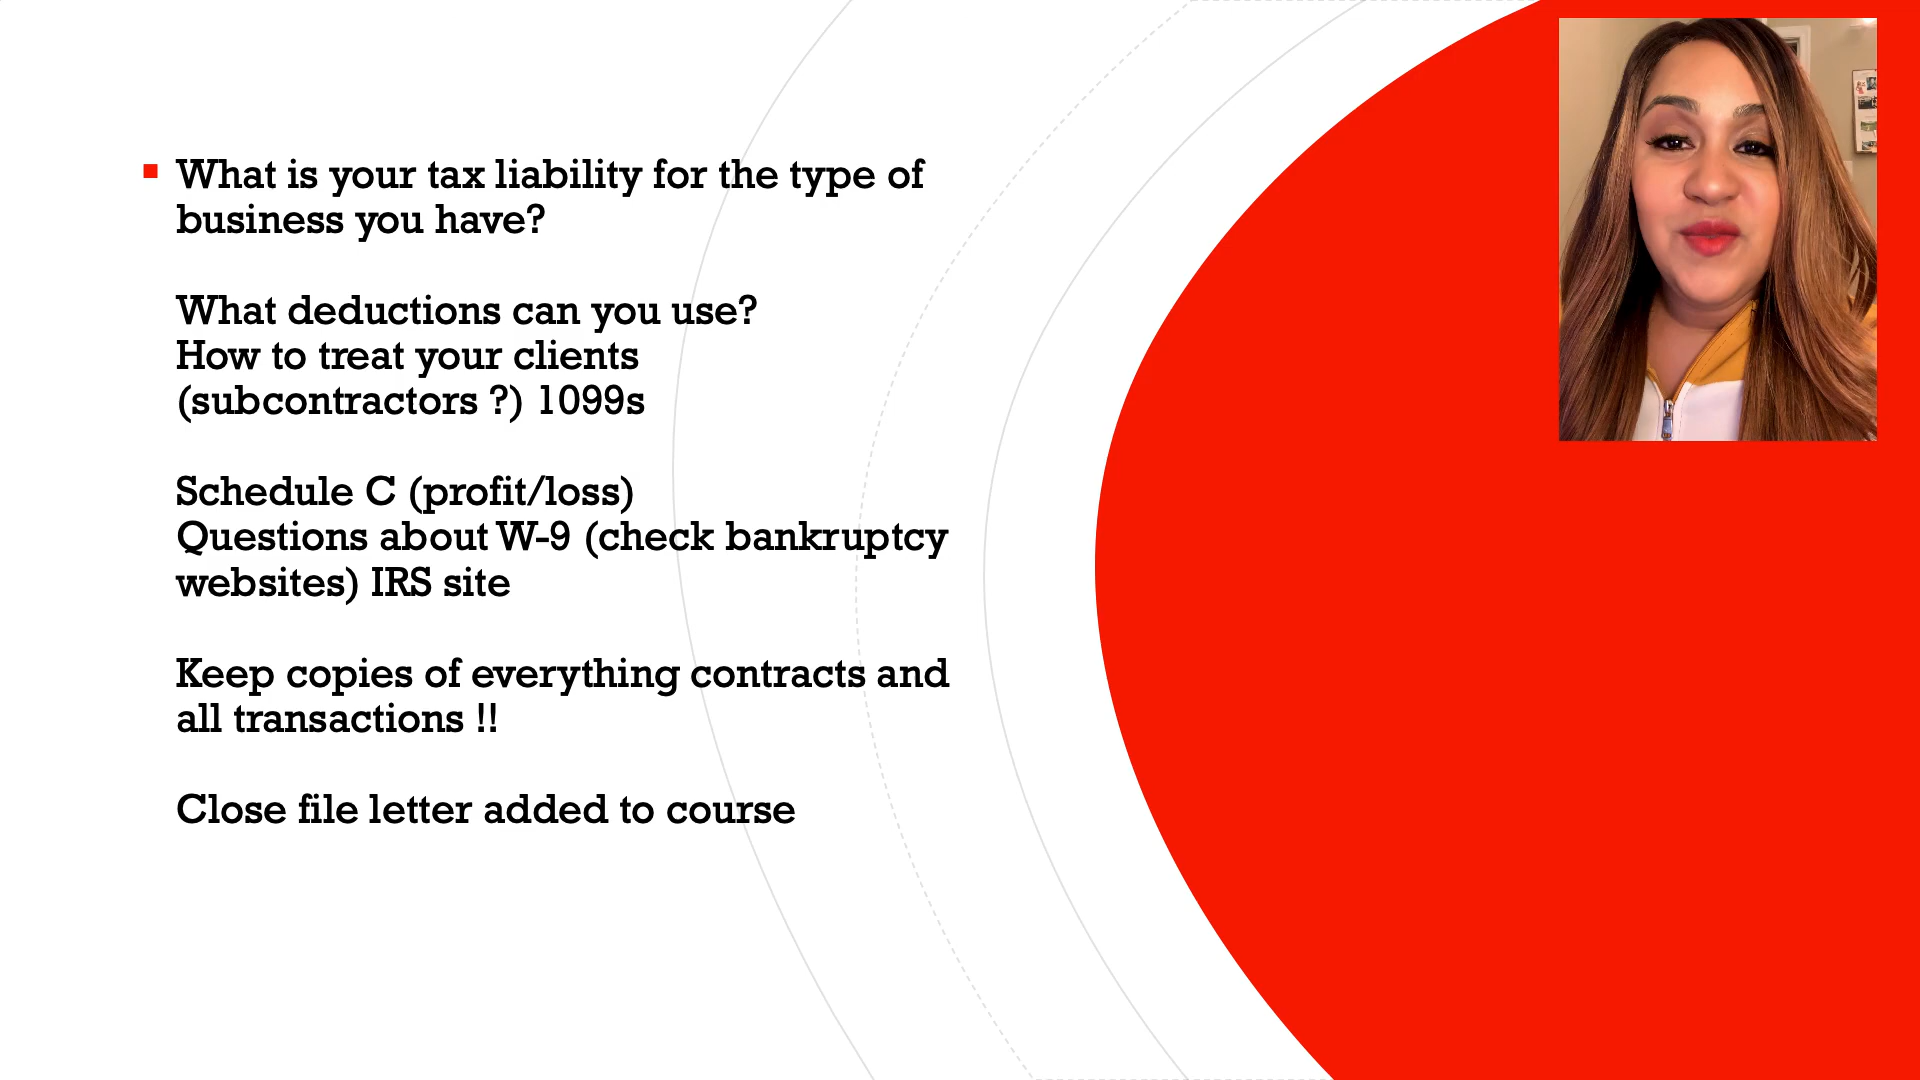 What is your tax liability for the type of
business you have?
What deductions can you use?
How to treat your clients
(subcontractors ?) 1099s
Schedule C (profit/loss)
Questions about W-9 (check bankruptcy
websites) IRS site
Keep copies of everything contracts and
all transactions !!
Close file letter added to course